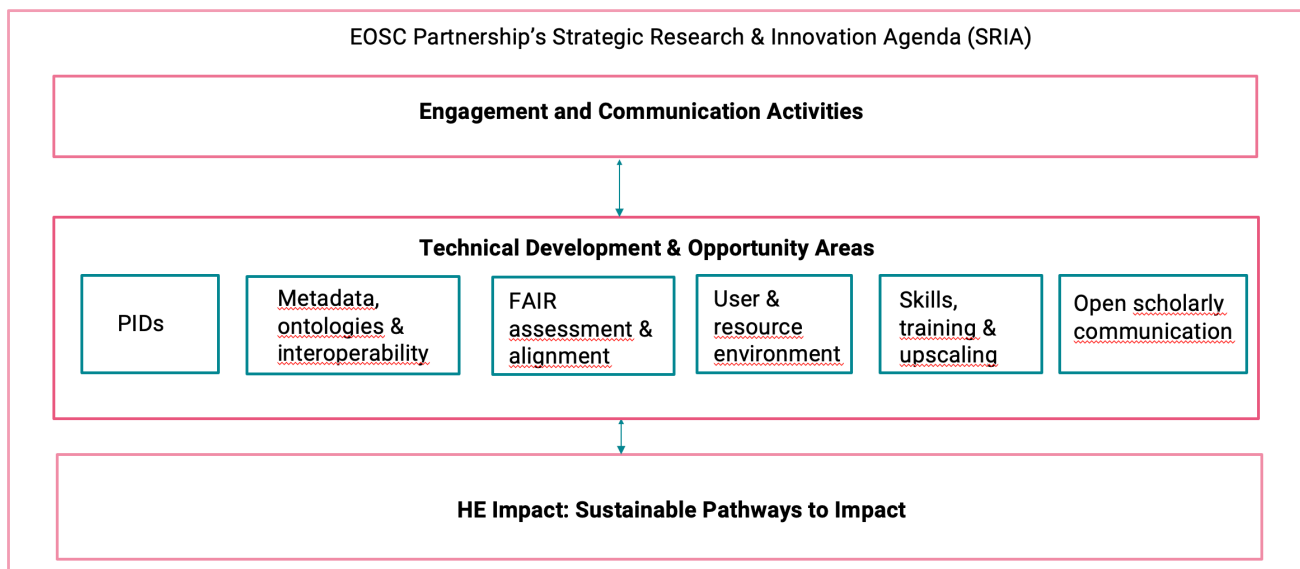 EOSC Partnership’s Strategic Research & Innovation Agenda (SRIA)
Engagement and Communication Activities
Technical Development & Opportunity Areas
PIDs
Metadata,
ontologies &
interoperability
FAIR
assessment &
alignment
User &
resource
environment
Skills,
training &
upscaling
Open scholarly
communication
HE Impact: Sustainable Pathways to Impact